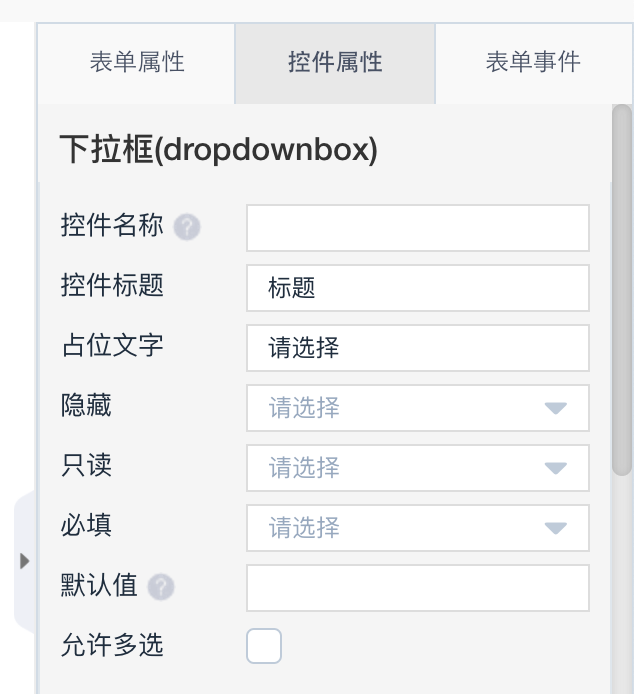 表单属性 控件属性 表单事件
下拉框(dropdownbox)
控件名称 ?
控件标题 标题
占位文字 请选择
隐藏 请选择
只读 请选择
必填 请选择
默认值 ?
允许多选